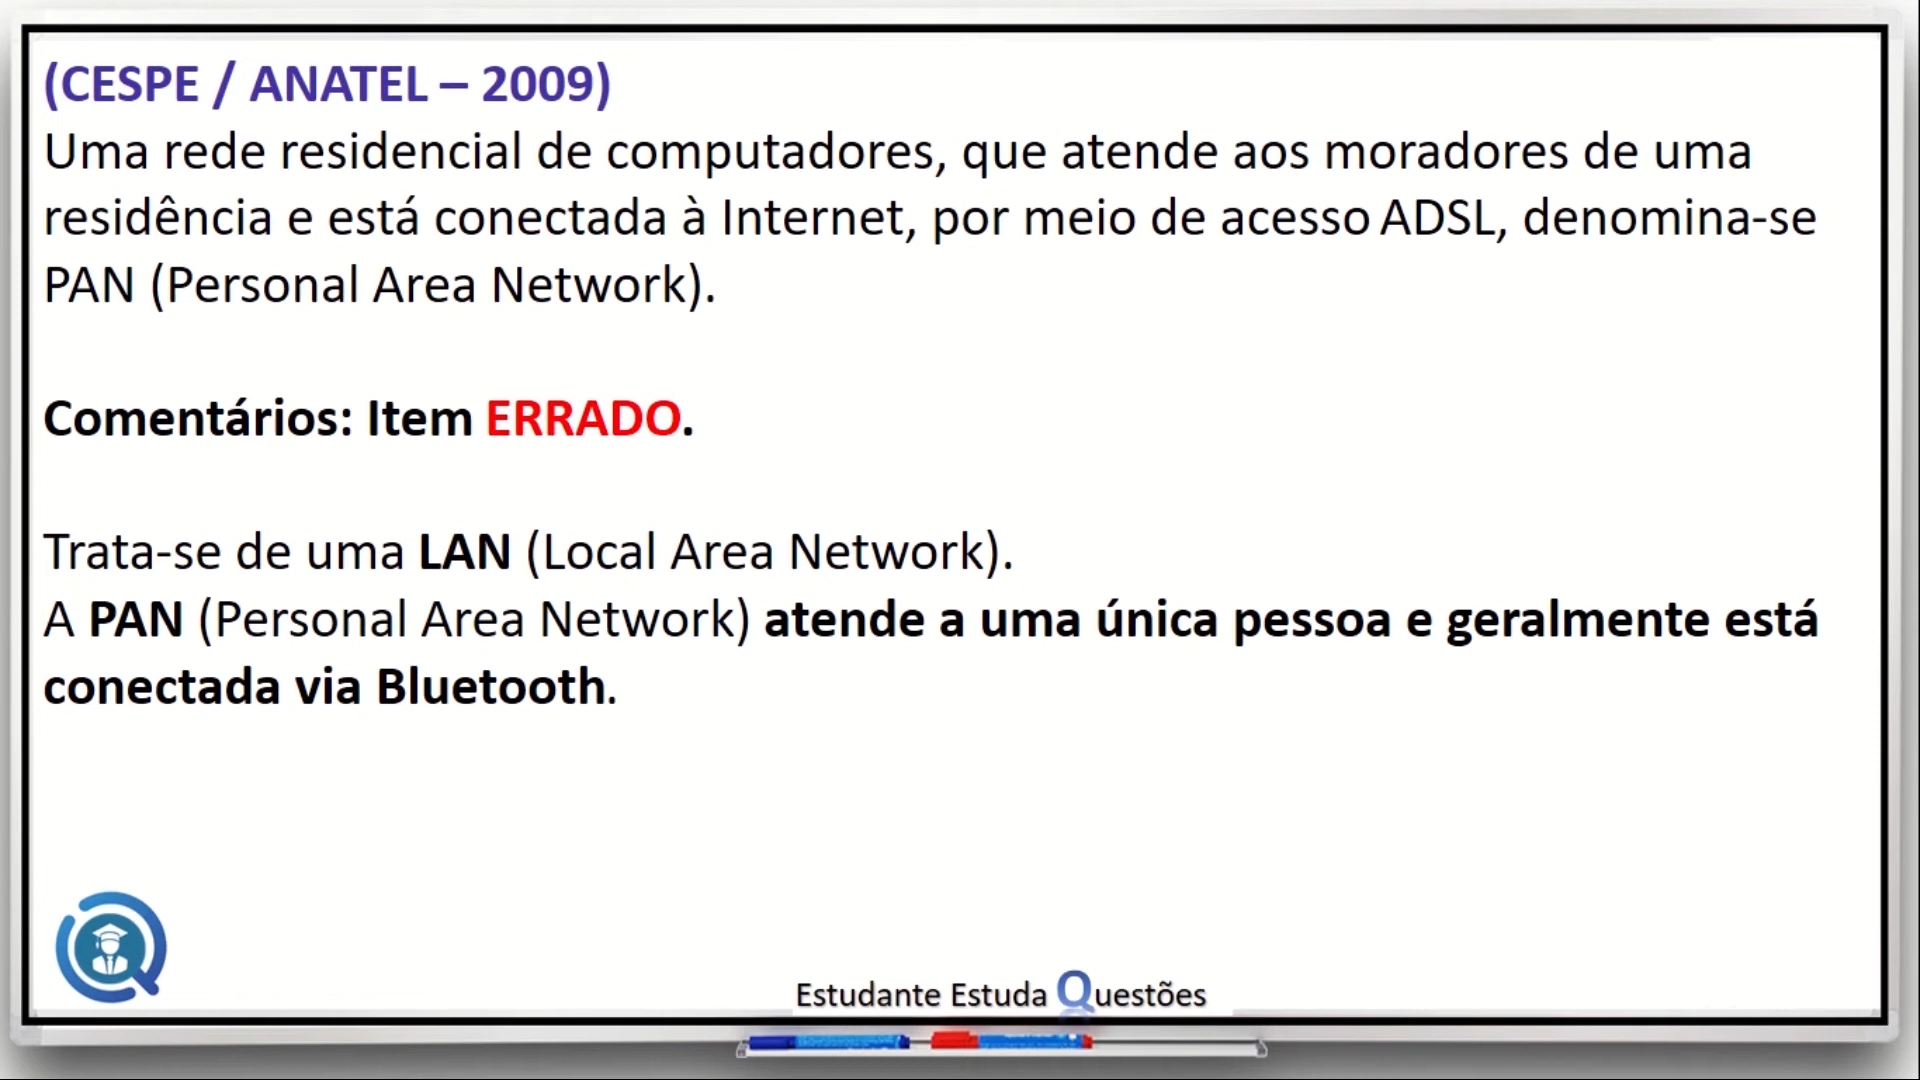 (CESPE / ANATEL – 2009)
Uma rede residencial de computadores, que atende aos moradores de uma
residência e está conectada à Internet, por meio de acesso ADSL, denomina-se
PAN (Personal Area Network).
Comentários: Item ERRADO.
Trata-se de uma LAN (Local Area Network).
A PAN (Personal Area Network) atende a uma única pessoa e geralmente está
conectada via Bluetooth.
Estudante Estuda Questões